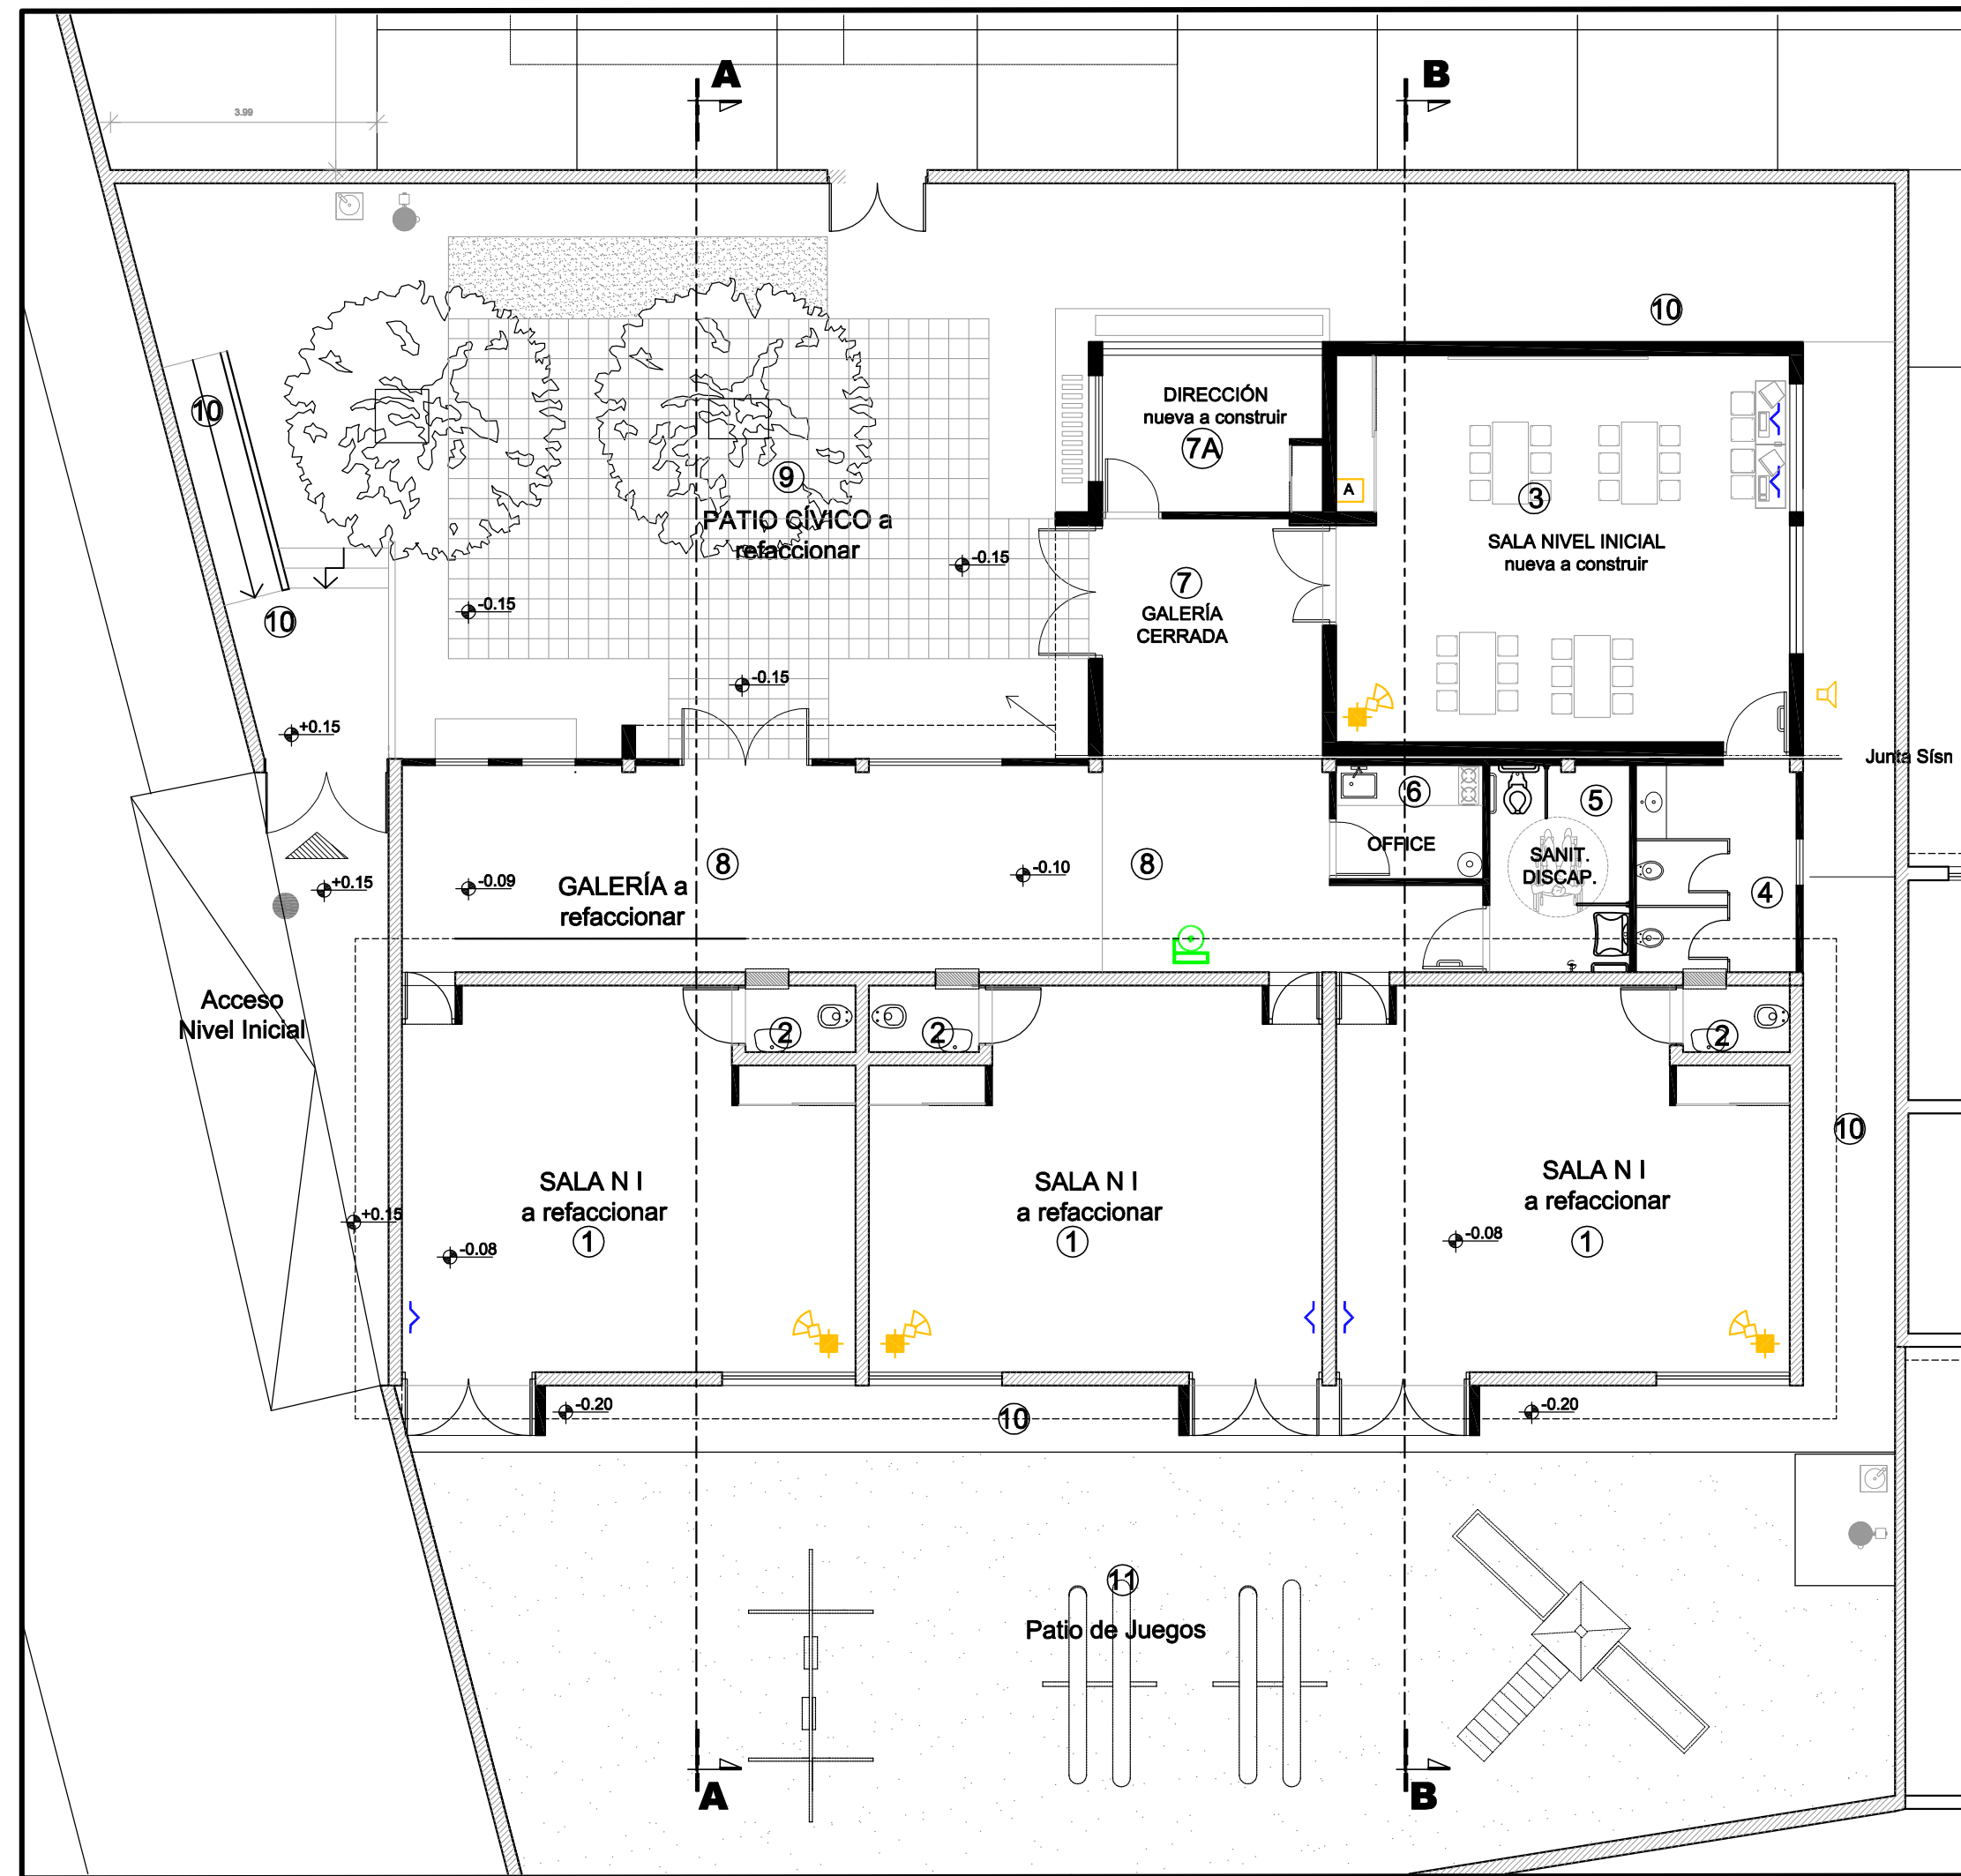 A
B
3.99
10
DIRECCIÓN
nueva a construir
7A
10
9
PATIO CÍVICO a
refaccionar
A
3
SALA NIVEL INICIAL
nueva a construir
-0.15
-0.15
7
GALERÍA
CERRADA
10
-0.15
+0.15
Junta Sísn
6
OFFICE
5
SANIT.
DISCAP.
4
8
8
-0.10
+0.15
-0.09
GALERÍA a
refaccionar
Acceso
Nivel Inicial
2
2
2
10
SALA N I
a refaccionar
1
SALA N I
a refaccionar
1
SALA N I
a refaccionar
1
+0.15
-0.08
-0.08
-0.20
10
-0.20
11
Patio de Juegos
A
B